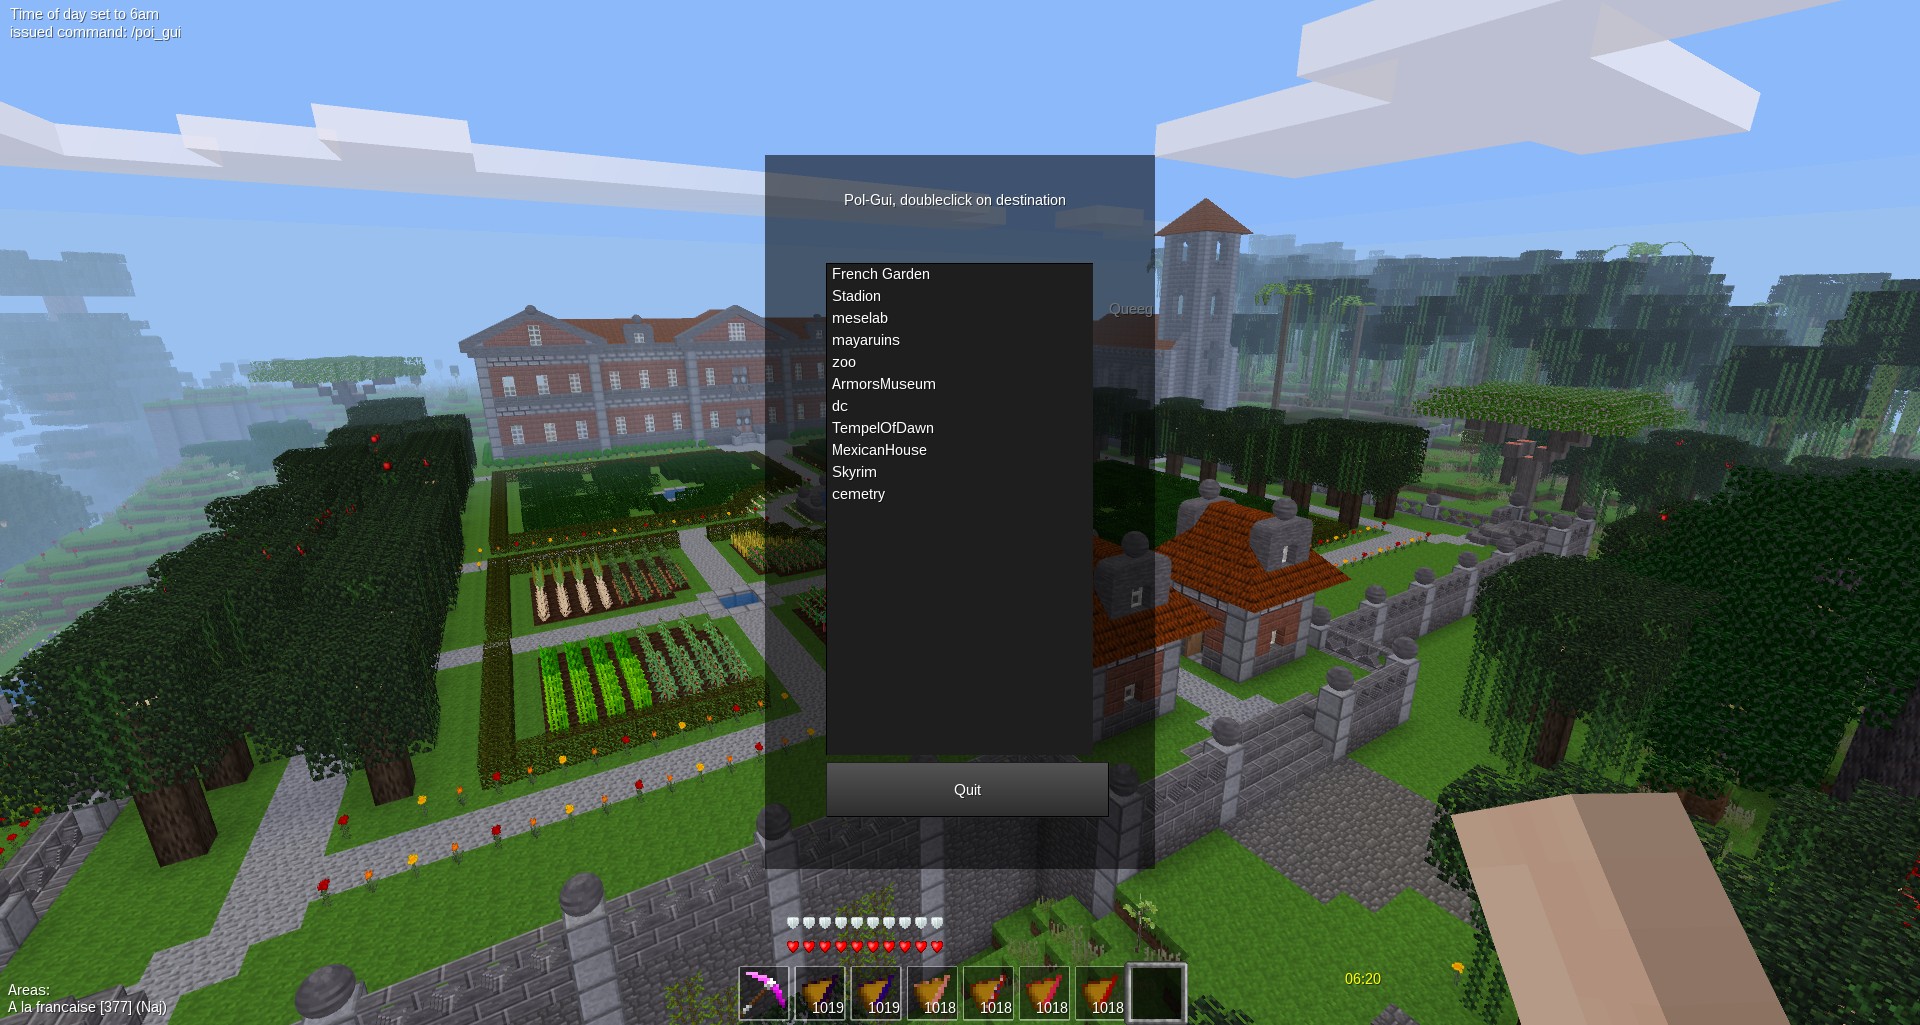 Time of day set to 6am
issued command: /poi_gui
PoI-Gui, doubleclick on destination
French Garden
Queeg
Stadion
meselab
mayaruins
zoo
ArmorsMuseum
dc
TempelOfDawn
MexicanHouse
Skyrim
cemetry
Quit
06:20
Areas:
A la francaise [377] (Naj)
1019
1019
1018
1018
1018
1018